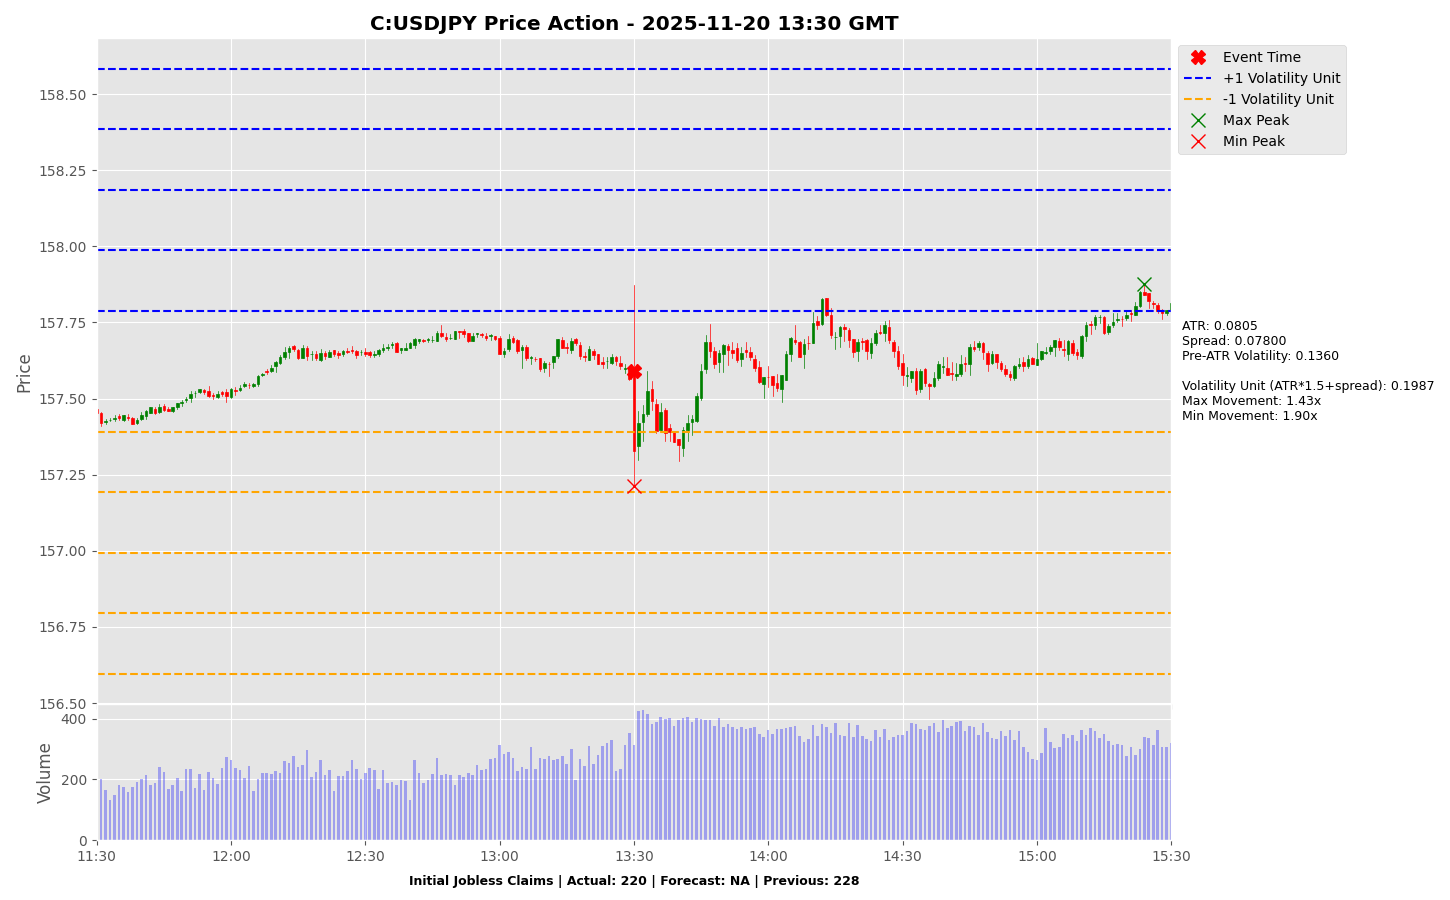 C:USDJPY Price Action - 2025-11-20 13:30 GMT
Event Time
+1 Volatility Unit
-1 Volatility Unit
Max Peak
Min Peak
Price
158.50
158.25
158.00
157.75
157.50
157.25
157.00
156.75
156.50
ATR: 0.0805
Spread: 0.07800
Pre-ATR Volatility: 0.1360
Volatility Unit (ATR*1.5+spread): 0.1987
Max Movement: 1.43x
Min Movement: 1.90x
Volume
400
200
0
11:30 12:00 12:30 13:00 13:30 14:00 14:30 15:00 15:30
Initial Jobless Claims | Actual: 220 | Forecast: NA | Previous: 228